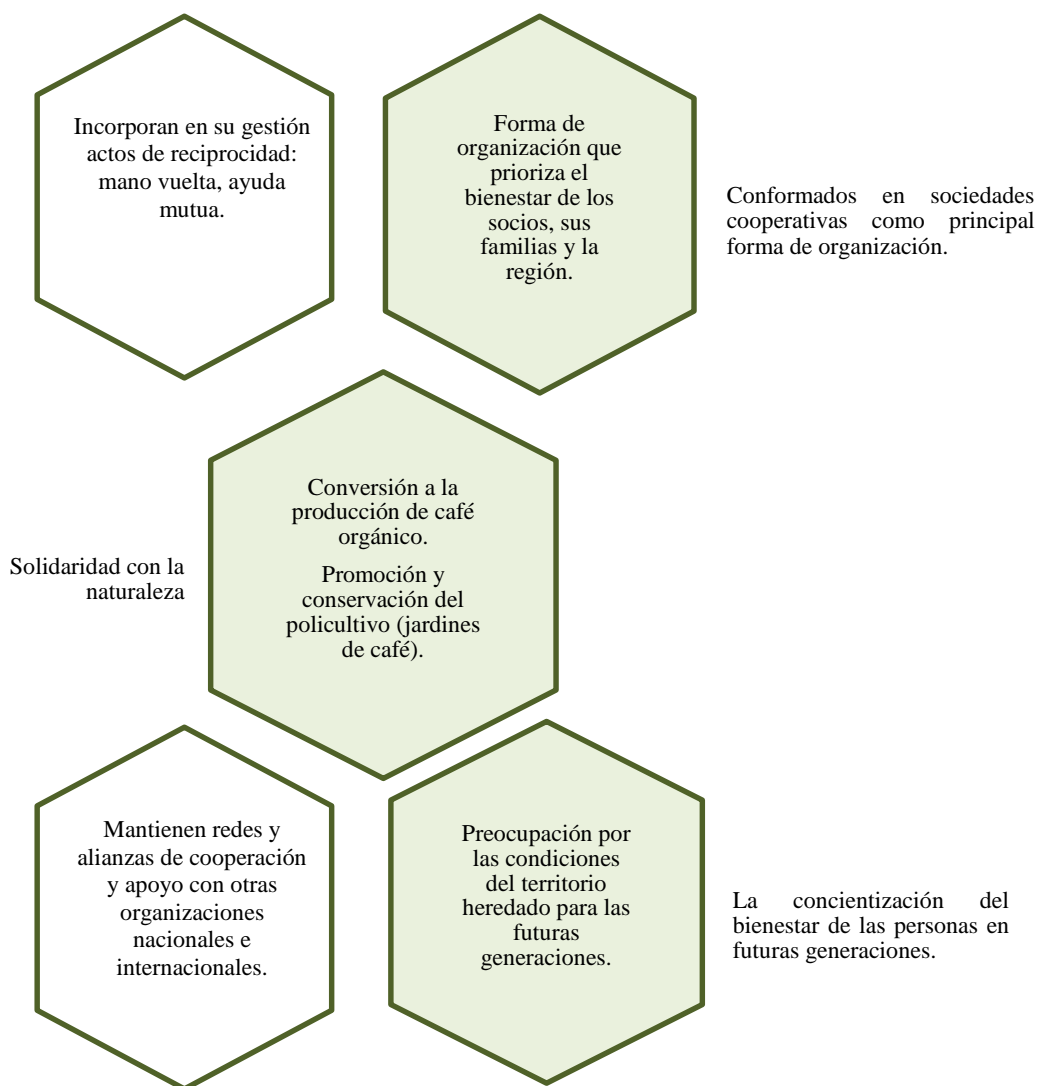 Incorporan en su gestión
actos de reciprocidad:
mano vuelta, ayuda
mutua.
Forma de
organización que
prioriza el
bienestar de los
socios, sus
familias y la
región.
Conformados en sociedades
cooperativas como principal
forma de organización.
Solidaridad con la
naturaleza
Conversión a la
producción de café
orgánico.
Promoción y
conservación del
policultivo (jardines
de café).
Mantienen redes y
alianzas de cooperación
y apoyo con otras
organizaciones
nacionales e
internacionales.
Preocupación por
las condiciones
del territorio
heredado para las
futuras
generaciones.
La concientización del
bienestar de las personas en
futuras generaciones.